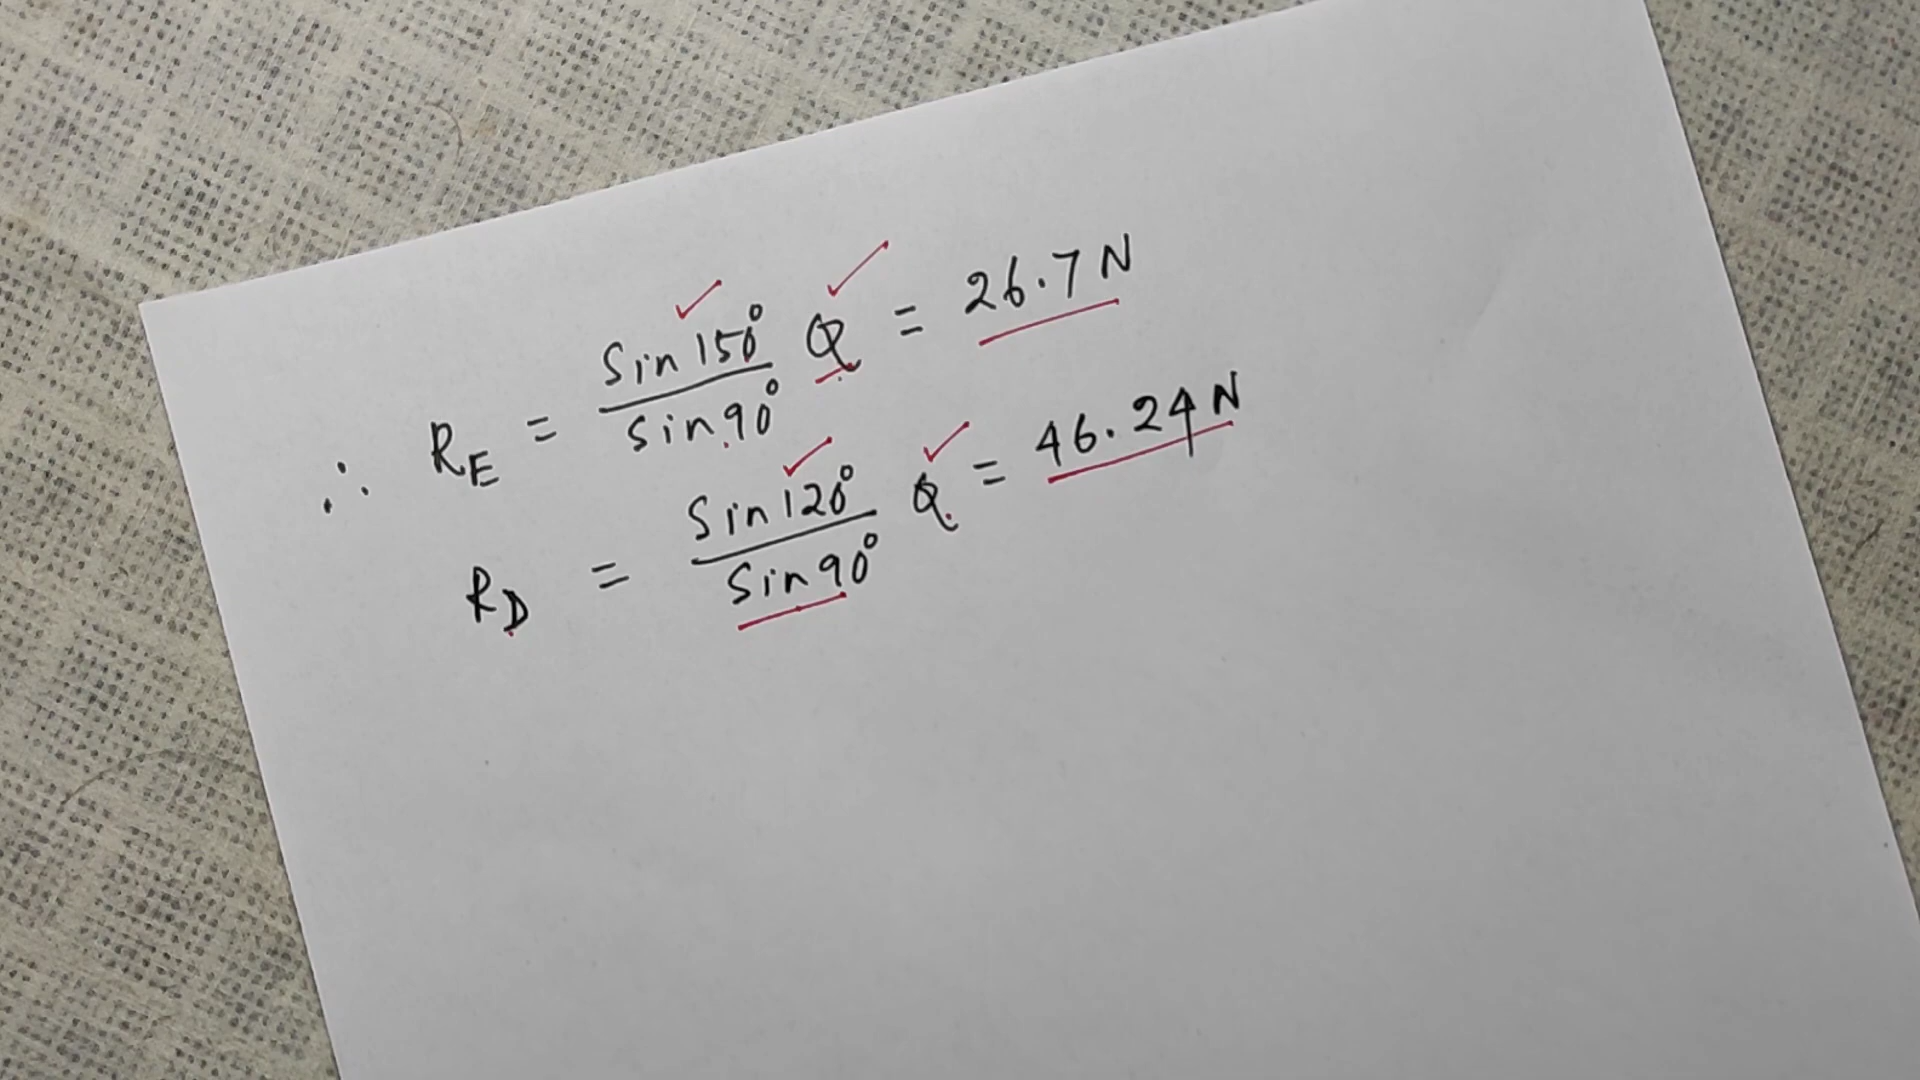 ∴ R_E = Sin 150° / Sin 90° Q = 26.7 N
R_D = Sin 120° / Sin 90° Q = 46.24 N